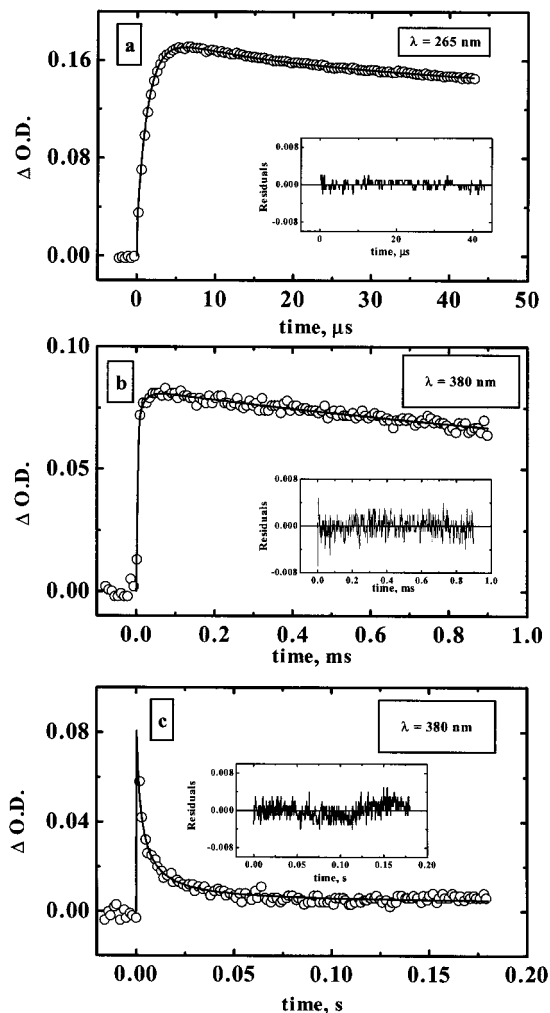 a
λ = 265 nm
0.16
0.08
0.00
Δ O.D.
0.008
0.000
-0.008
Residuals
0 20 40
time, μs
0 10 20 30 40 50
time, μs
b
λ = 380 nm
0.10
0.05
0.00
Δ O.D.
0.008
0.000
-0.008
Residuals
0.0 0.2 0.4 0.6 0.8 1.0
time, ms
0.0 0.2 0.4 0.6 0.8 1.0
time, ms
c
λ = 380 nm
0.08
0.04
0.00
Δ O.D.
0.008
0.000
-0.008
Residuals
0.00 0.05 0.10 0.15 0.20
time, s
0.00 0.05 0.10 0.15 0.20
time, s